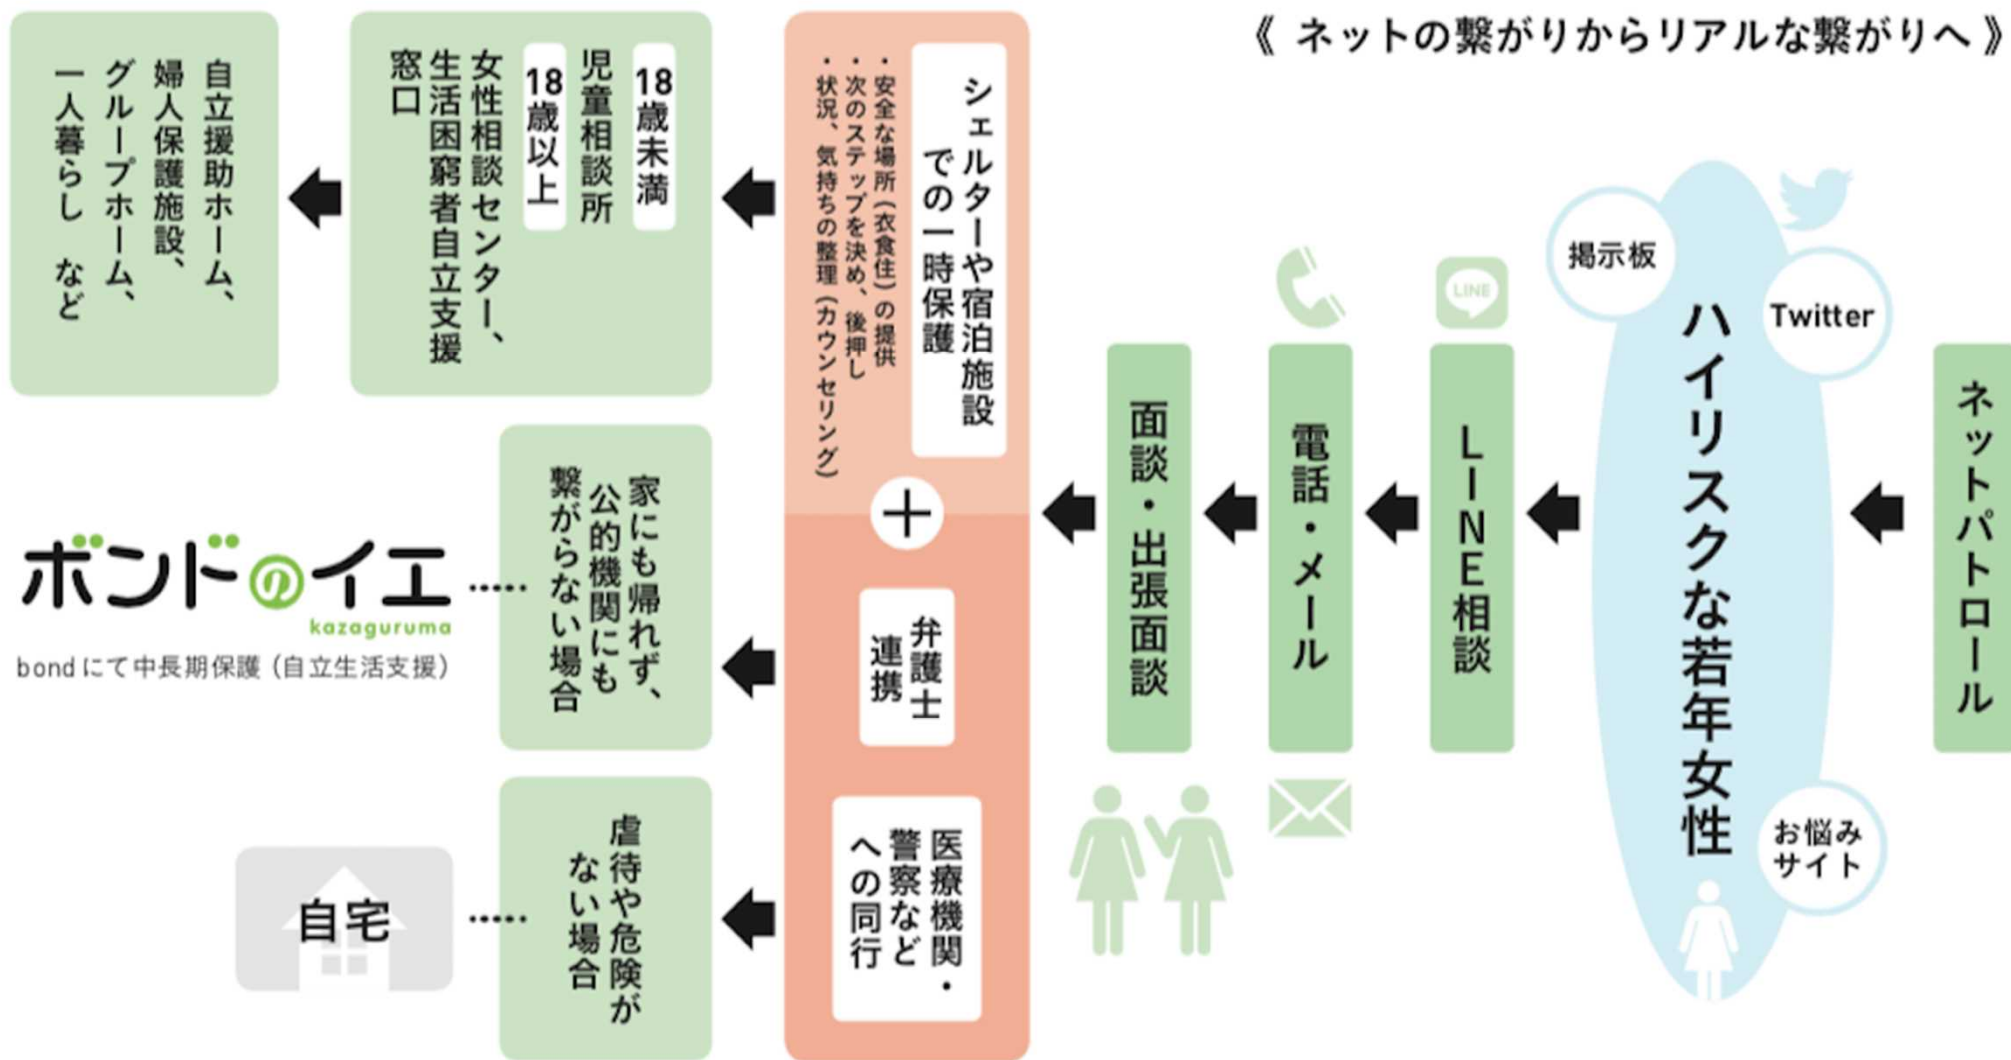 《 ネットの繋がりからリアルな繋がりへ 》
ネットパトロール
ハイリスクな若年女性
掲示板
Twitter
お悩み
サイト
LINE
LINE相談
電話・メール
面談・出張面談
シェルターや宿泊施設
での一時保護
・安全な場所(衣食住)の提供
・次のステップを決め、後押し
・状況、気持ちの整理(カウンセリング)
+
弁護士
連携
医療機関・
警察など
への同行
18歳未満
児童相談所
18歳以上
女性相談センター、
生活困窮者自立支援
窓口
自立援助ホーム、
婦人保護施設、
グループホーム、
一人暮らし など
家にも帰れず、
公的機関にも
繋がらない場合
ボンドのイエ
kazaguruma
bondにて中長期保護(自立生活支援)
虐待や危険が
ない場合
自宅